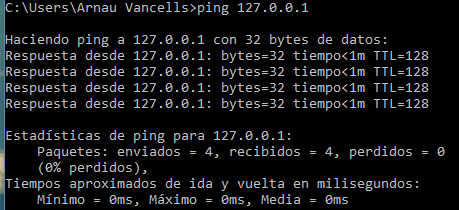 C:\Users\Arnau Vancells>ping 127.0.0.1
Haciendo ping a 127.0.0.1 con 32 bytes de datos:
Respuesta desde 127.0.0.1: bytes=32 tiempo<1m TTL=128
Respuesta desde 127.0.0.1: bytes=32 tiempo<1m TTL=128
Respuesta desde 127.0.0.1: bytes=32 tiempo<1m TTL=128
Respuesta desde 127.0.0.1: bytes=32 tiempo<1m TTL=128
Estadísticas de ping para 127.0.0.1:
Paquetes: enviados = 4, recibidos = 4, perdidos = 0
(0% perdidos),
Tiempos aproximados de ida y vuelta en milisegundos:
Mínimo = 0ms, Máximo = 0ms, Media = 0ms